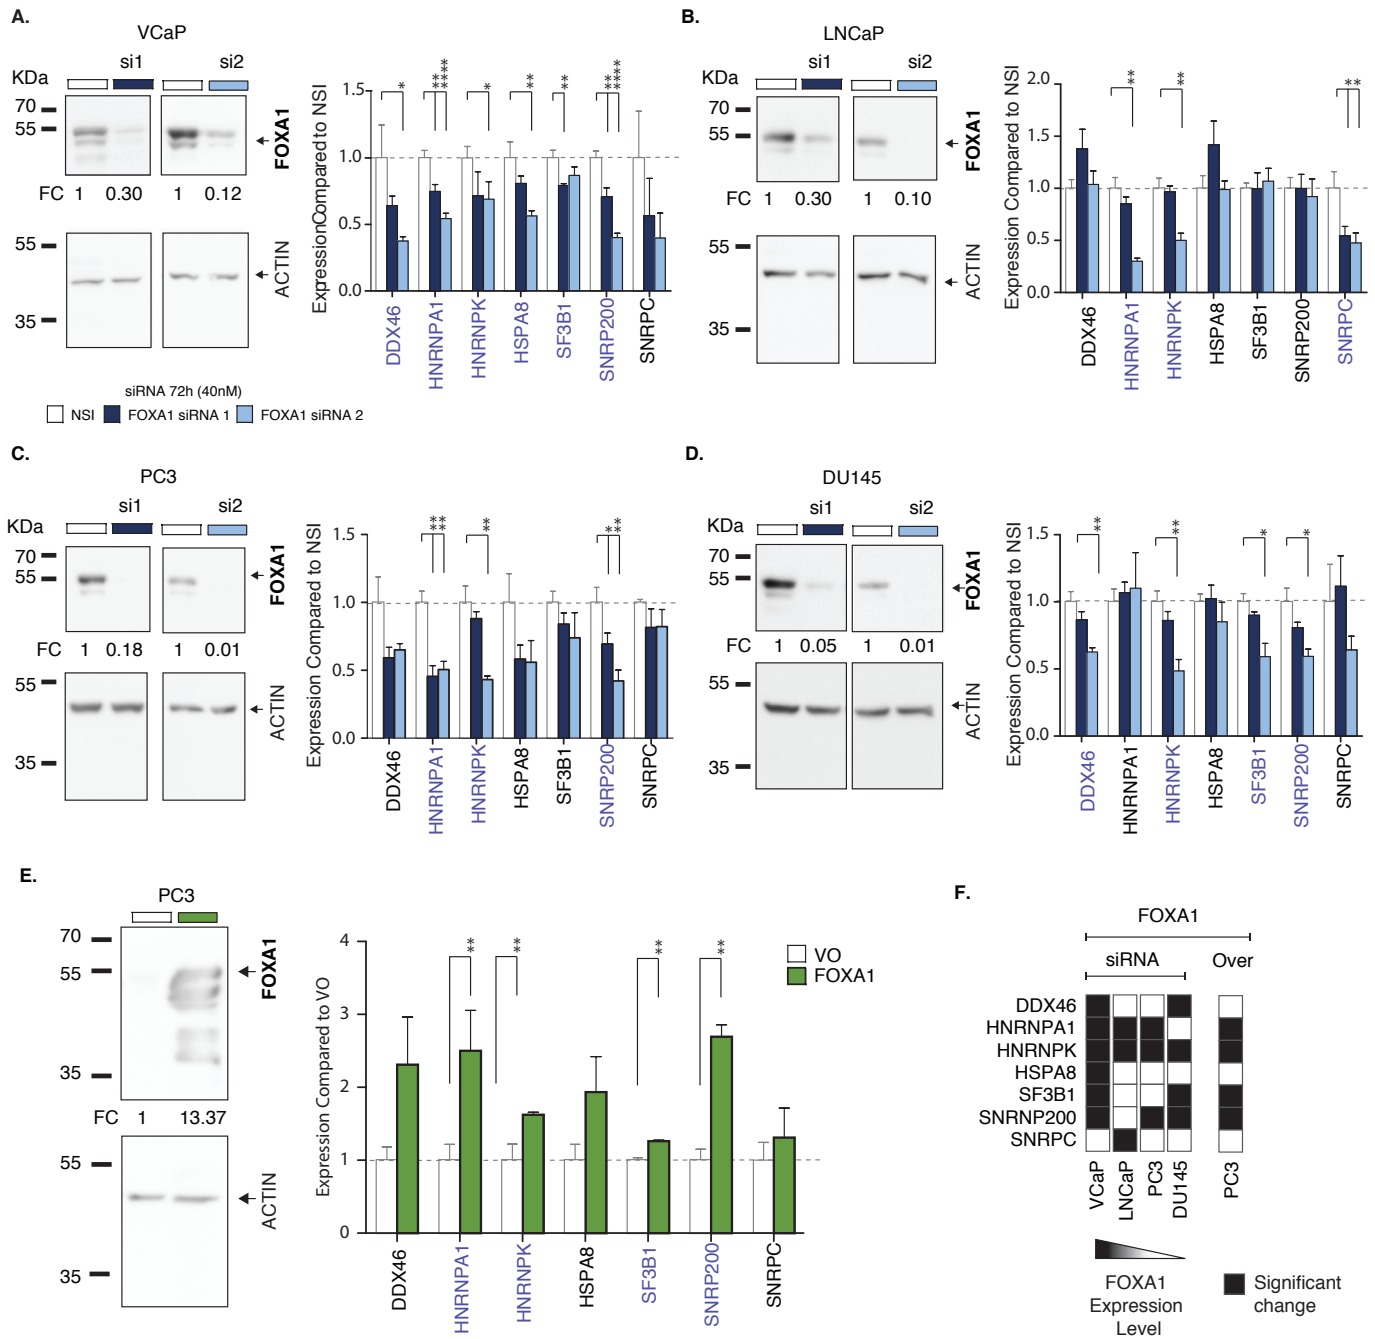 A.
VCaP
si1 si2
KDa
70
55
FOXA1
FC 1 0.30 1 0.12
55
35
ACTIN
Expression Compared to NSI
1.5
1.0
0.5
0.0
* ** **** * ** ** ** ****
DDX46 HNRNPA1 HNRNPK HSPA8 SF3B1 SNRP200 SNRPC
siRNA 72h (40nM)
NSI FOXA1 siRNA 1 FOXA1 siRNA 2
B.
LNCaP
si1 si2
KDa
70
55
FOXA1
FC 1 0.30 1 0.10
55
35
ACTIN
Expression Compared to NSI
2.0
1.5
1.0
0.5
0.0
** ** * *
DDX46 HNRNPA1 HNRNPK HSPA8 SF3B1 SNRP200 SNRPC
C.
PC3
si1 si2
KDa
70
55
FOXA1
FC 1 0.18 1 0.01
55
35
ACTIN
Expression Compared to NSI
1.5
1.0
0.5
0.0
** ** ** * **
DDX46 HNRNPA1 HNRNPK HSPA8 SF3B1 SNRP200 SNRPC
D.
DU145
si1 si2
KDa
70
55
FOXA1
FC 1 0.05 1 0.01
55
35
ACTIN
Expression Compared to NSI
1.5
1.0
0.5
0.0
** ** * *
DDX46 HNRNPA1 HNRNPK HSPA8 SF3B1 SNRP200 SNRPC
E.
PC3
70
55
35
FOXA1
FC 1 13.37
55
35
ACTIN
Expression Compared to VO
4
3
2
1
0
** ** ** **
VO
FOXA1
DDX46 HNRNPA1 HNRNPK HSPA8 SF3B1 SNRP200 SNRPC
F.
FOXA1
siRNA Over
DDX46
HNRNPA1
HNRNPK
HSPA8
SF3B1
SNRNP200
SNRPC
VCaP LNCaP PC3 DU145 PC3
FOXA1
Expression
Level
Significant
change